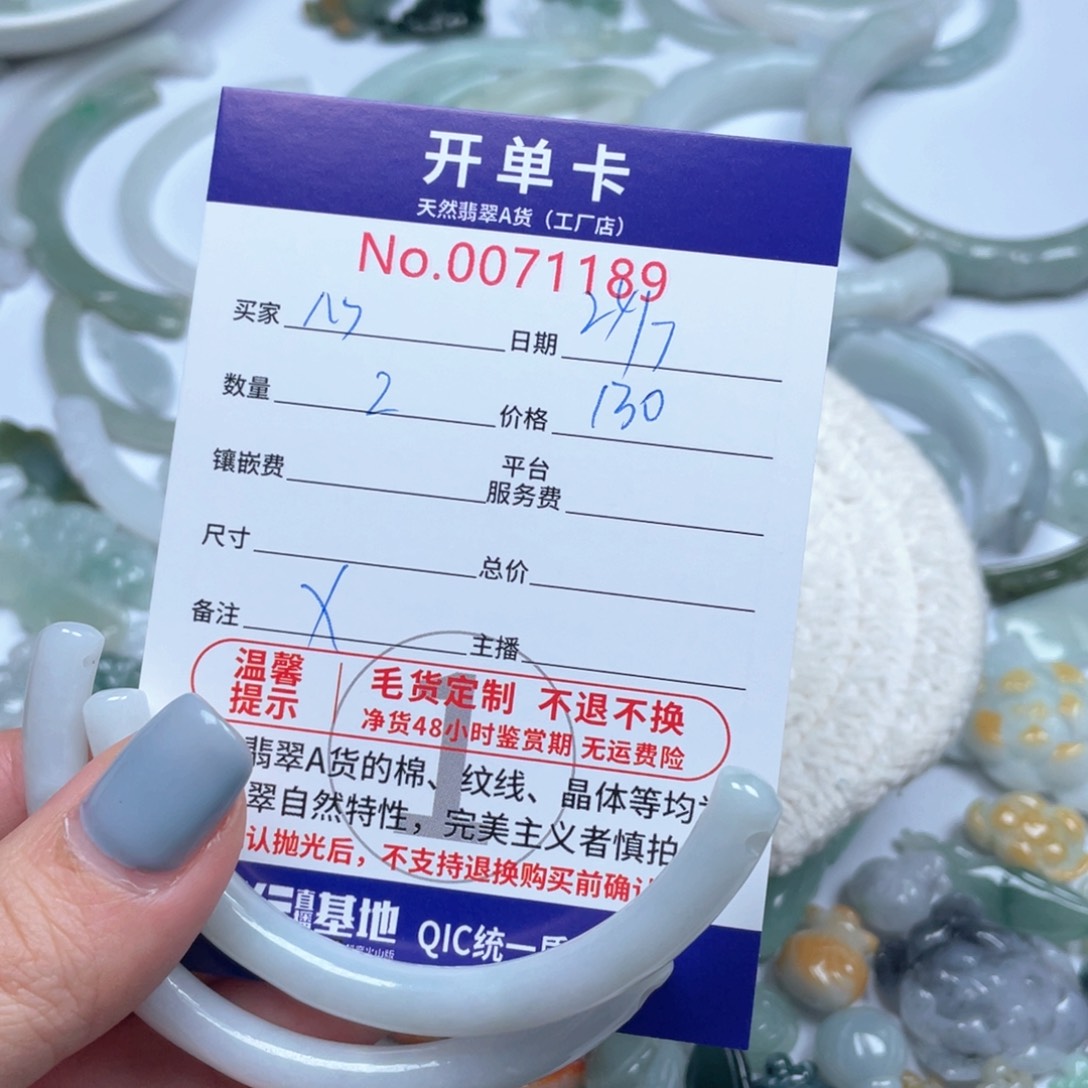 开单卡
天然翡翠A货（工厂店）
No.0071189
买家 日期 24/7
数量 2 价格 130
镶嵌费 平台服务费
尺寸 总价
备注 X 主播
温馨提示 毛货定制 不退不换
净货48小时鉴赏期 无运费险
1
翡翠A货的棉、纹线、晶体等均
翠自然特性，完美主义者慎拍
认抛光后，不支持退换购买前确认
基地 QIC统一质